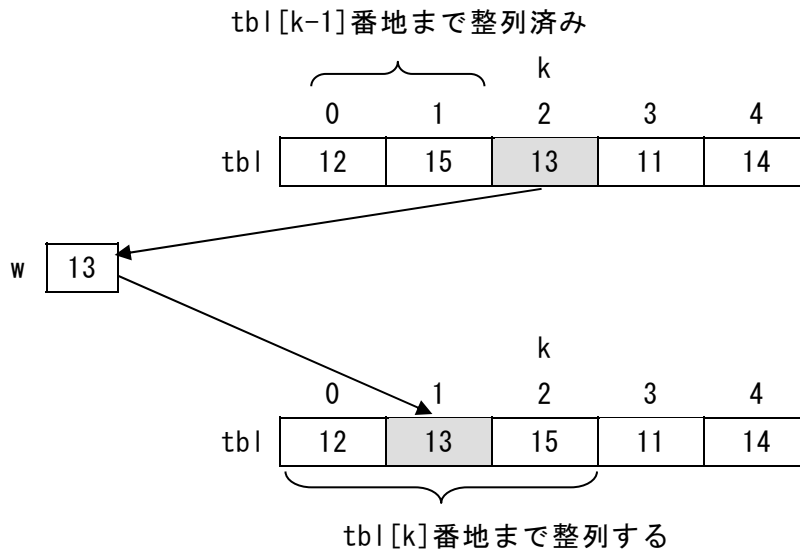 tbl[k-1]番地まで整列済み
k
0 1 2 3 4
tbl 12 15 13 11 14
w 13
k
0 1 2 3 4
tbl 12 13 15 11 14
tbl[k]番地まで整列する